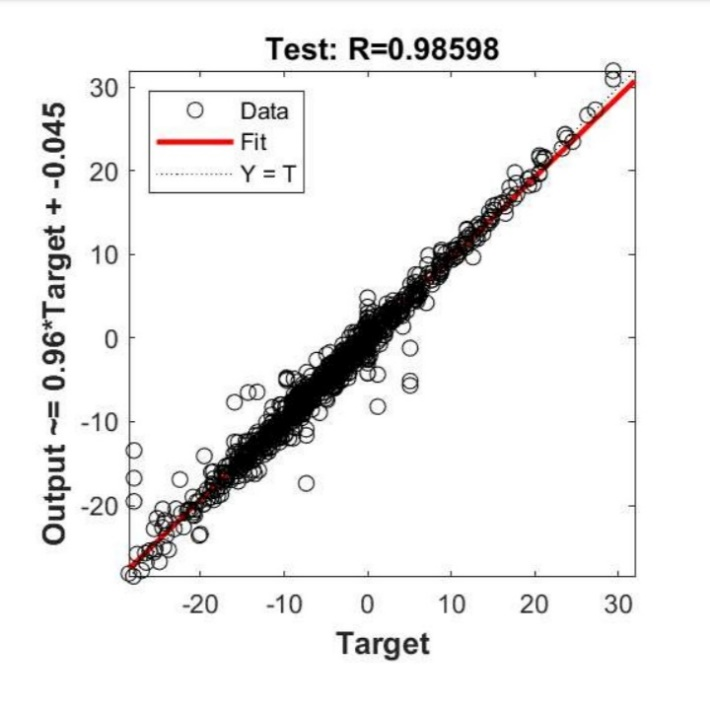 Test: R=0.98598
Output ~= 0.96*Target + -0.045
30
20
10
0
-10
-20
Data
Fit
Y = T
-20 -10 0 10 20 30
Target